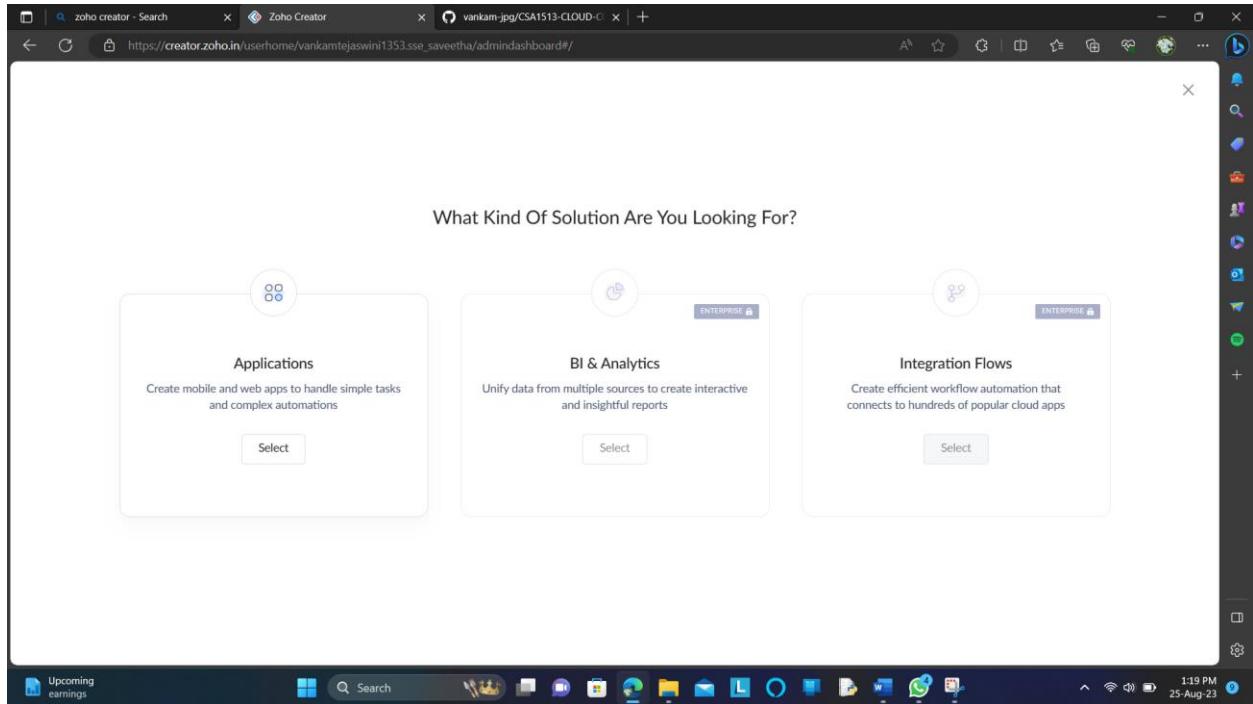 zoho creator - Search
Zoho Creator
vankam-jpg/CSA1513-CLOUD-C
https://creator.zoho.in/userhome/vankamtejaswini1353.sse_saveetha/admindashboard#/
What Kind Of Solution Are You Looking For?
ENTERPRISE
ENTERPRISE
Applications
Create mobile and web apps to handle simple tasks
and complex automations
Select
BI & Analytics
Unify data from multiple sources to create interactive
and insightful reports
Select
Integration Flows
Create efficient workflow automation that
connects to hundreds of popular cloud apps
Select
Upcoming
earnings
Search
1:19 PM
25-Aug-23